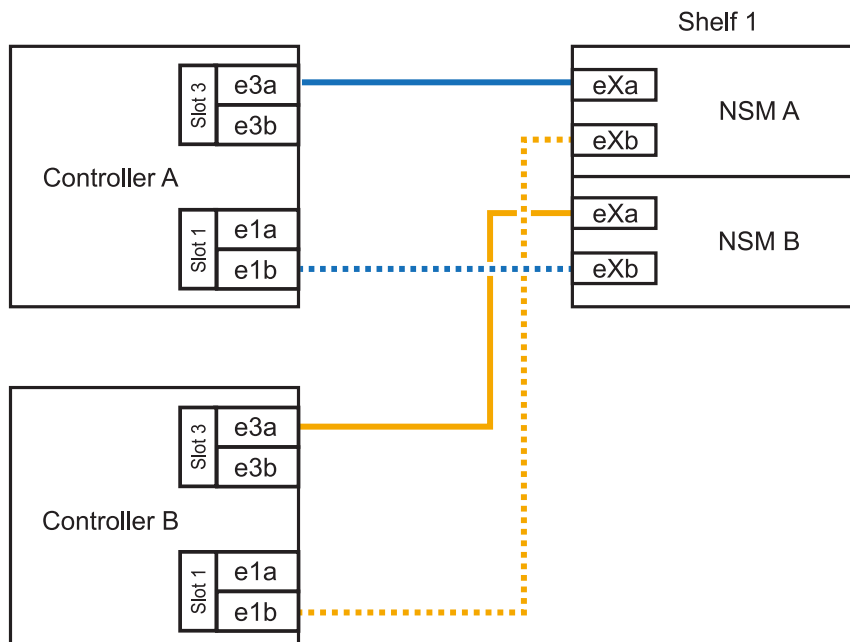 Shelf 1
Slot 3
e3a
e3b
Controller A
Slot 1
e1a
e1b
eXa
NSM A
eXb
eXa
NSM B
eXb
Slot 3
e3a
e3b
Controller B
Slot 1
e1a
e1b